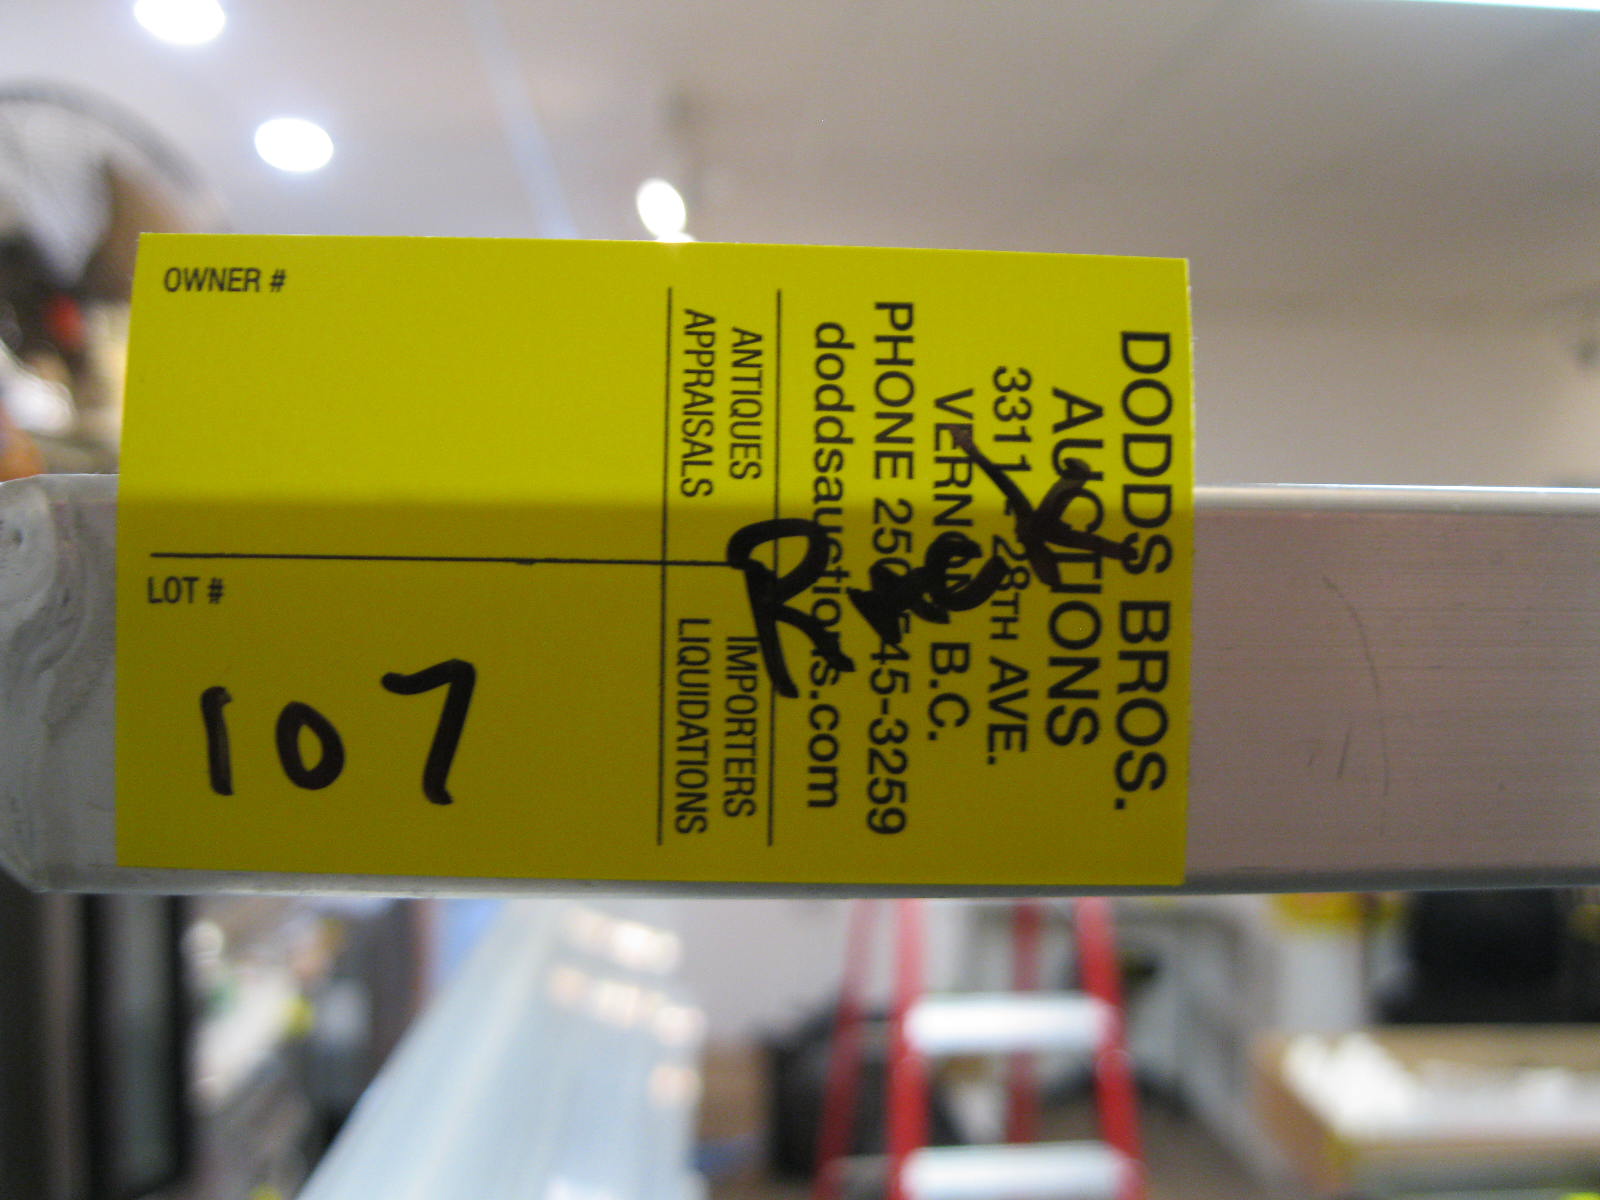 DODDS BROS.
AUCTIONS
3311 - 28TH AVE.
VERNON, B.C.
PHONE 250-545-3259
doddsauctions.com
ANTIQUES IMPORTERS
APPRAISALS LIQUIDATIONS
OWNER #
LOT #
107